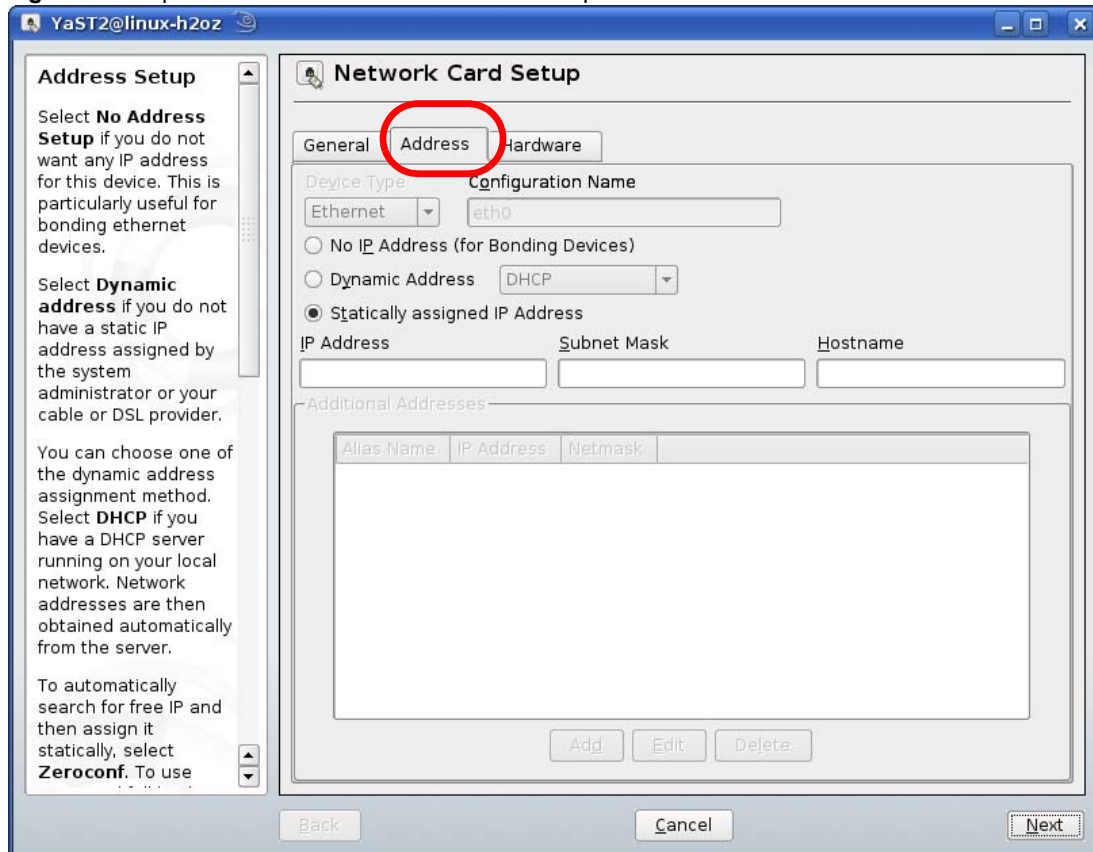 YaST2@linux-h2oz
Address Setup
Select No Address
Setup if you do not
want any IP address
for this device. This is
particularly useful for
bonding ethernet
devices.
Select Dynamic
address if you do not
have a static IP
address assigned by
the system
administrator or your
cable or DSL provider.
You can choose one of
the dynamic address
assignment method.
Select DHCP if you
have a DHCP server
running on your local
network. Network
addresses are then
obtained automatically
from the server.
To automatically
search for free IP and
then assign it
statically, select
Zeroconf. To use
Network Card Setup
General Address Hardware
Device Type Configuration Name
Ethernet eth0
No IP Address (for Bonding Devices)
Dynamic Address DHCP
Statically assigned IP Address
IP Address Subnet Mask Hostname
Additional Addresses
Alias Name IP Address Netmask
Add Edit Delete
Back Cancel Next